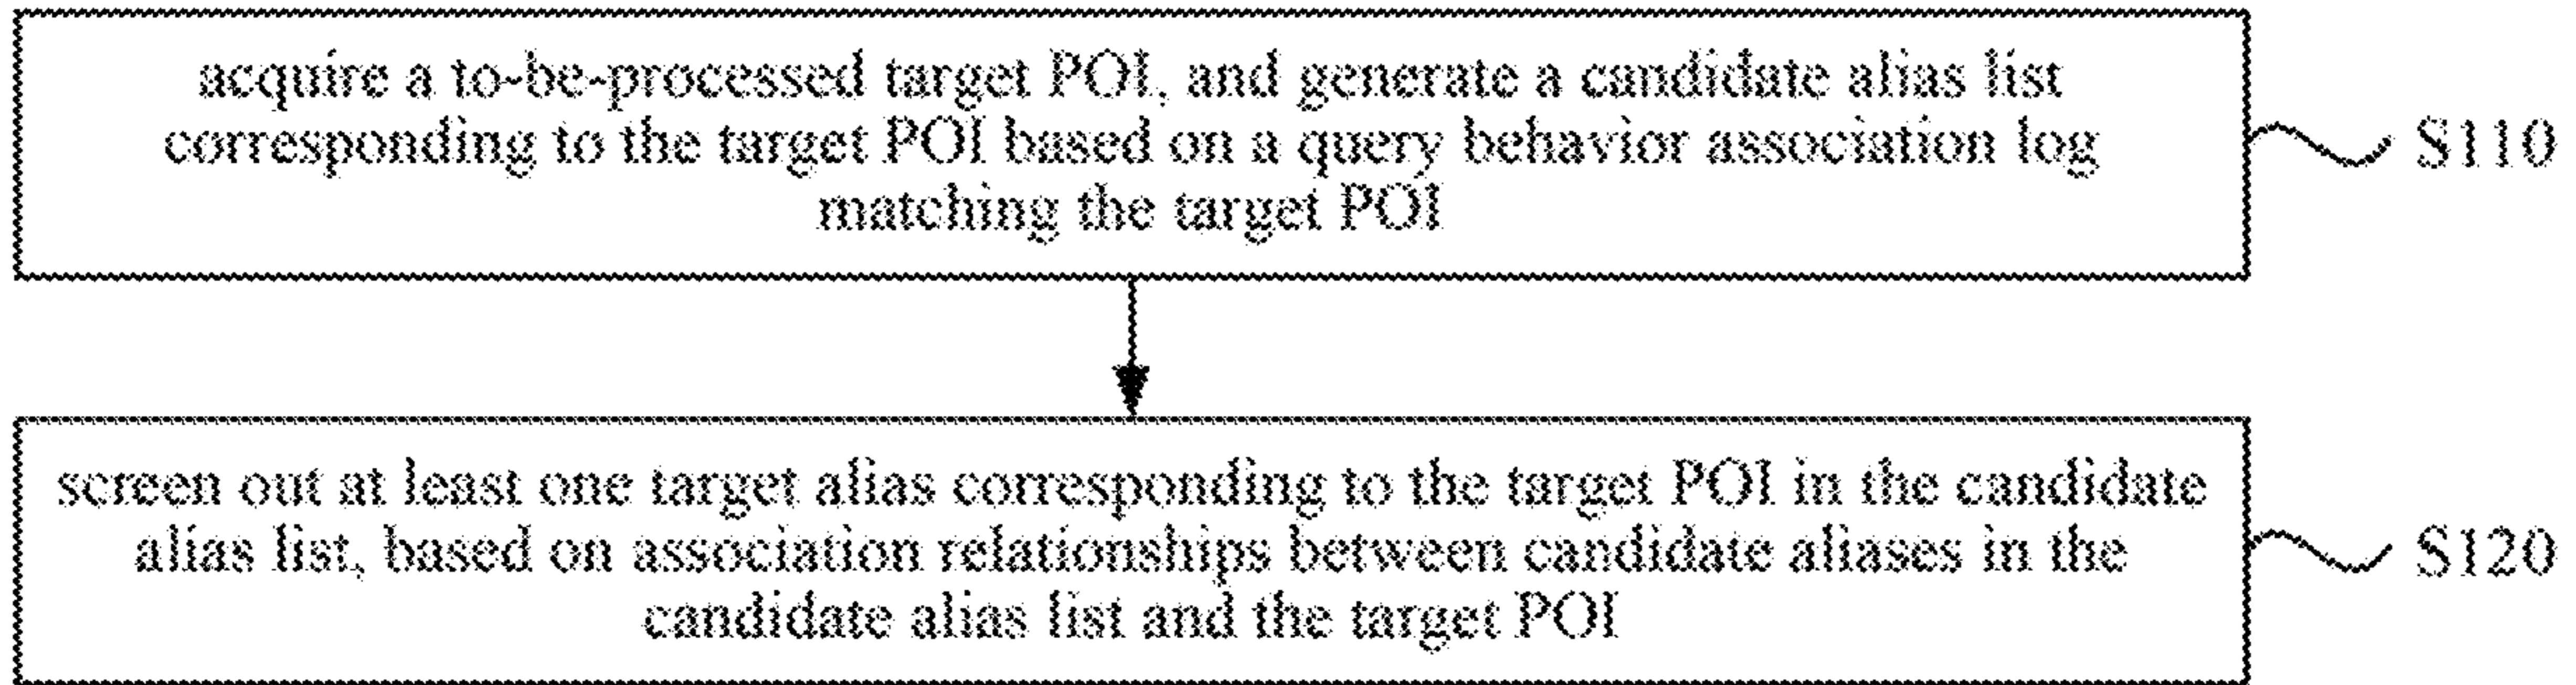 acquire a to-be-processed target POI, and generate a candidate alias list
corresponding to the target POI based on a query behavior association log
matching the target POI
S110
screen out at least one target alias corresponding to the target POI in the candidate
alias list, based on association relationships between candidate aliases in the
candidate alias list and the target POI
S120